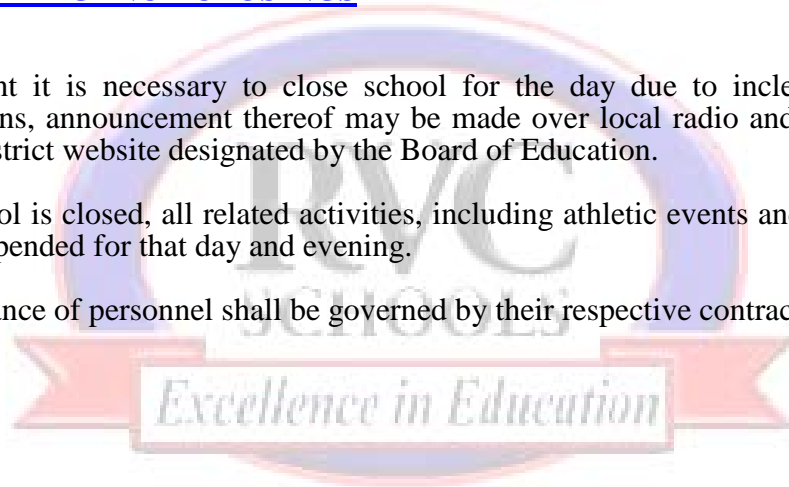 nt it is necessary to close school for the day due to incle
ns, announcement thereof may be made over local radio and
strict website designated by the Board of Education.
ol is closed, all related activities, including athletic events an
pended for that day and evening.
ance of personnel shall be governed by their respective contrac
RVC
SCHOOLS
Excellence in Education